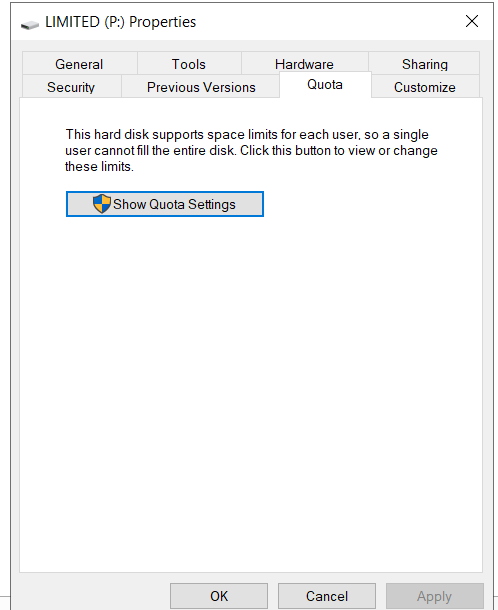 LIMITED (P:) Properties
General Tools Hardware Sharing
Security Previous Versions Quota Customize
This hard disk supports space limits for each user, so a single
user cannot fill the entire disk. Click this button to view or change
these limits.
Show Quota Settings
OK Cancel Apply